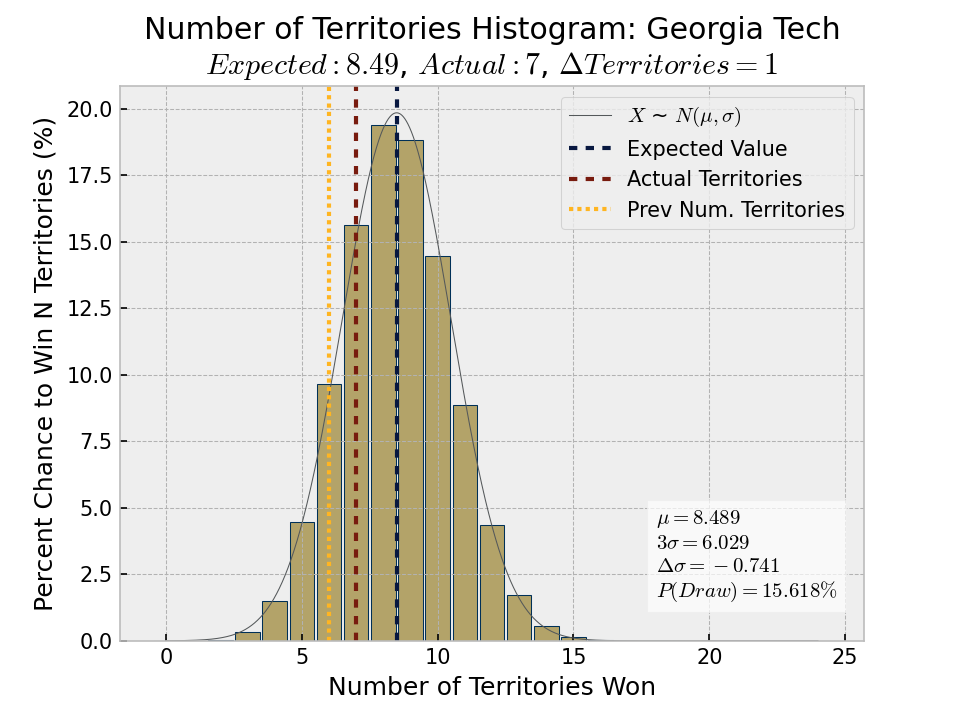 Number of Territories Histogram: Georgia Tech
Expected : 8.49, Actual : 7, ΔTerritories = 1
Percent Chance to Win N Territories (%)
20.0
17.5
15.0
12.5
10.0
7.5
5.0
2.5
0.0
X ~ N(μ, σ)
Expected Value
Actual Territories
Prev Num. Territories
μ = 8.489
3σ = 6.029
Δσ = − 0.741
P(Draw) = 15.618%
0 5 10 15 20 25
Number of Territories Won